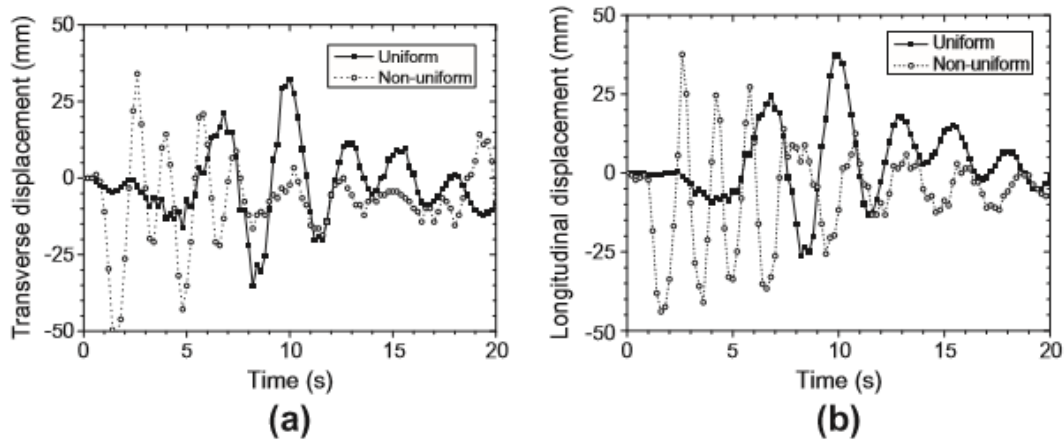 50
25
0
-25
-50
Transverse displacement (mm)
Uniform
Non-uniform
0 5 10 15 20
Time (s)
(a)
50
25
0
-25
-50
Longitudinal displacement (mm)
Uniform
Non-uniform
0 5 10 15 20
Time (s)
(b)